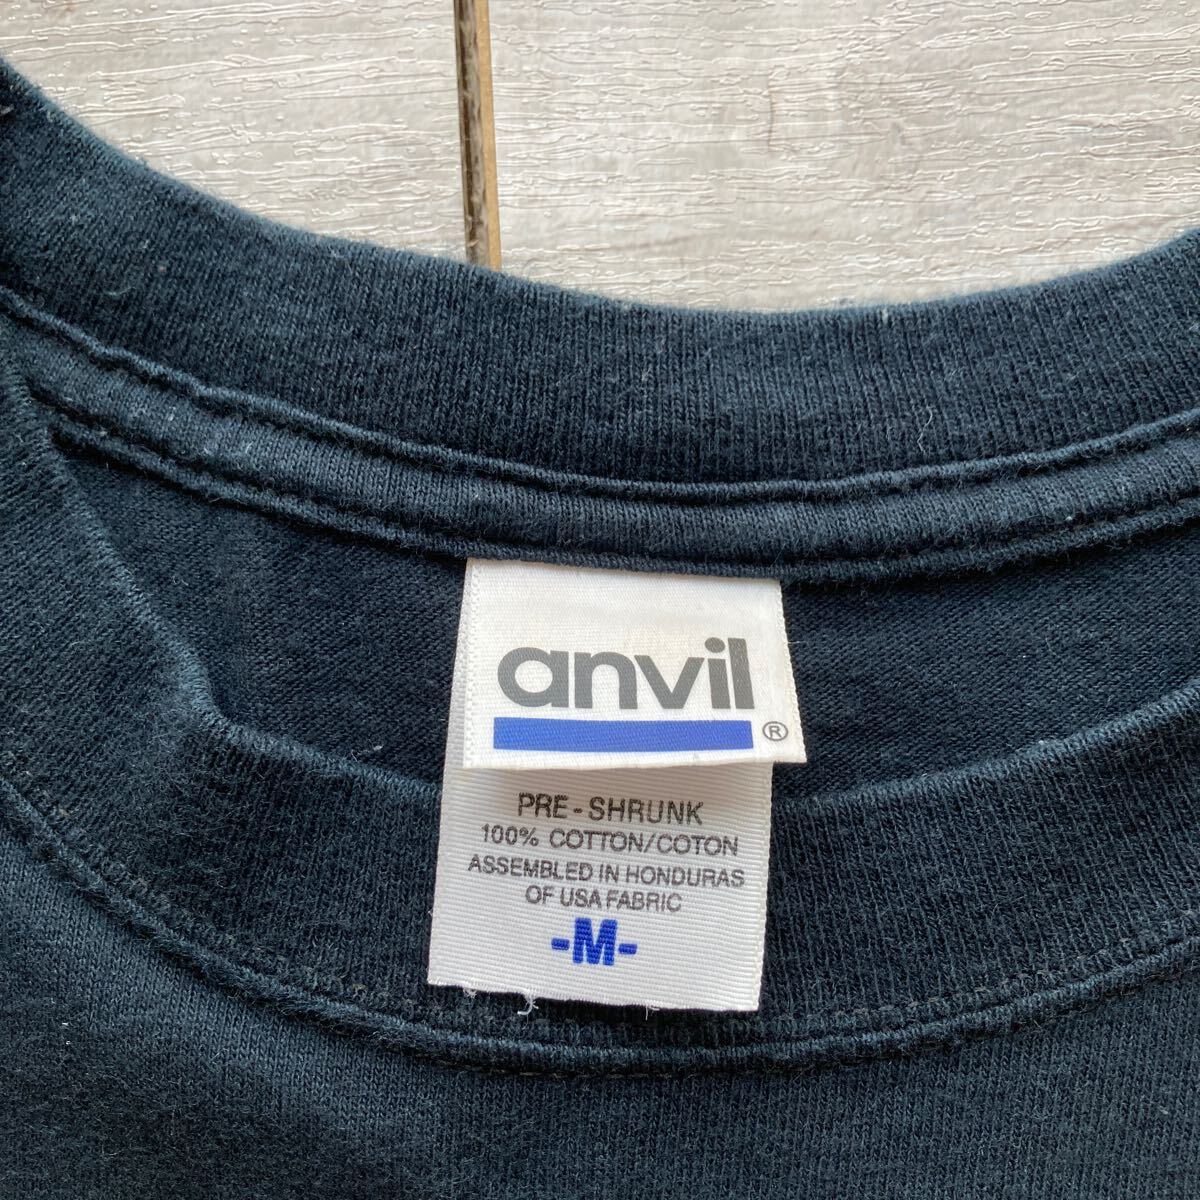 anvil
®
PRE-SHRUNK
100% COTTON/COTON
ASSEMBLED IN HONDURAS
OF USA FABRIC
-M-